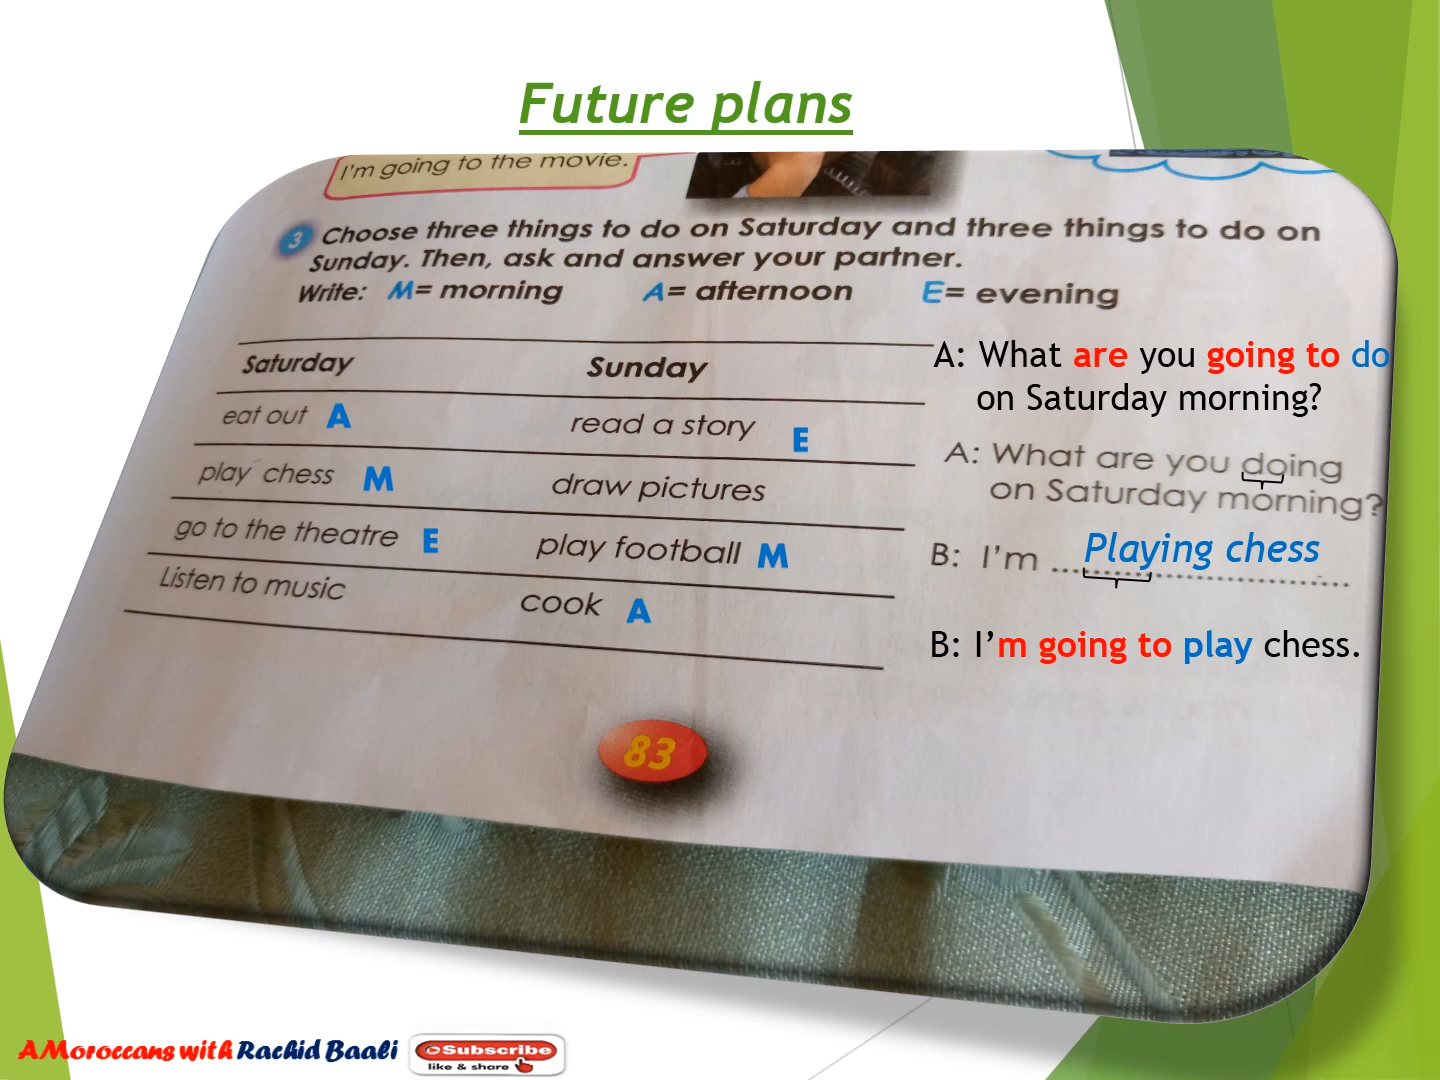 Future plans
I'm going to the movie.
3 Choose three things to do on Saturday and three things to do on
Sunday. Then, ask and answer your partner.
Write: M= morning A= afternoon E= evening
Saturday Sunday
eat out A read a story E
play chess M draw pictures
go to the theatre E play football M
Listen to music cook A
A: What are you going to do
on Saturday morning?
A: What are you doing
on Saturday morning?
B: I'm .......... Playing chess
B: I'm going to play chess.
83
AMoroccans with Rachid Baali
Subscribe
like & share